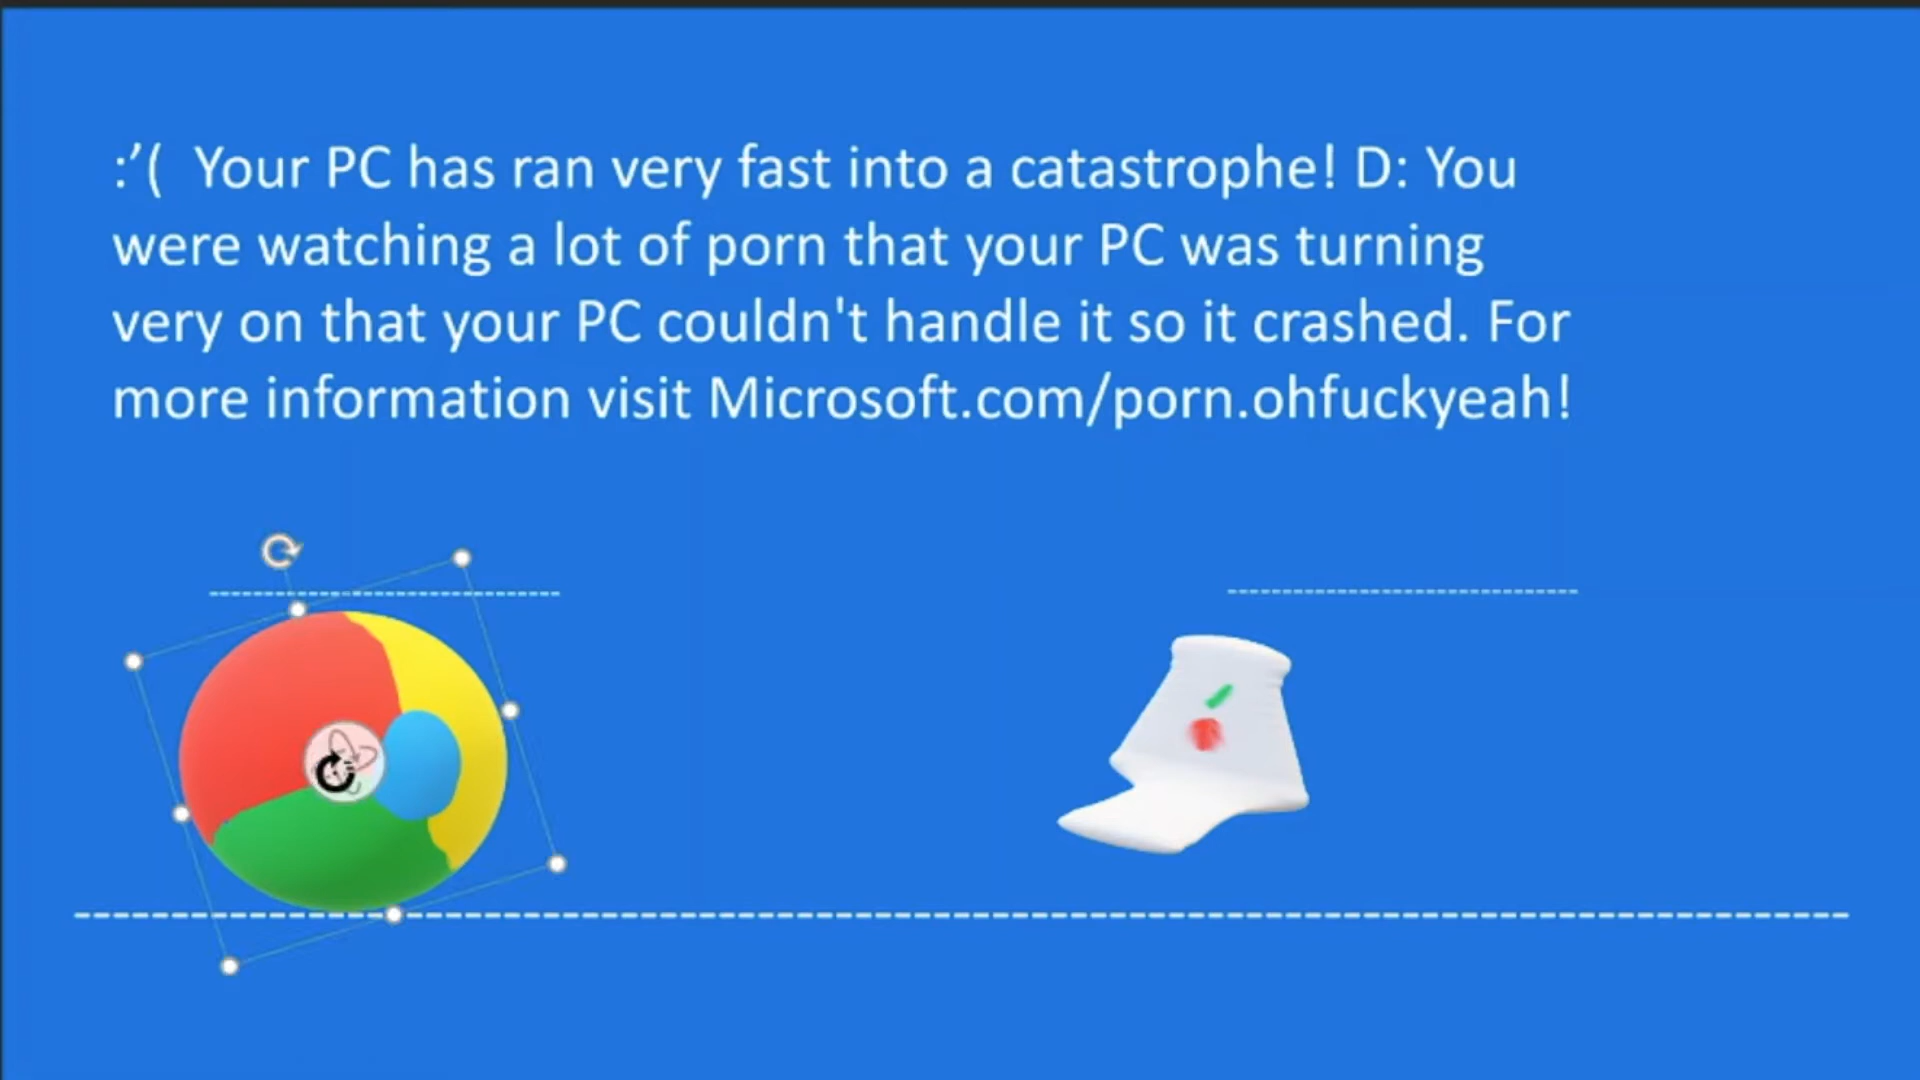 :’( Your PC has ran very fast into a catastrophe! D: You
were watching a lot of porn that your PC was turning
very on that your PC couldn't handle it so it crashed. For
more information visit Microsoft.com/porn.ohfuckyeah!